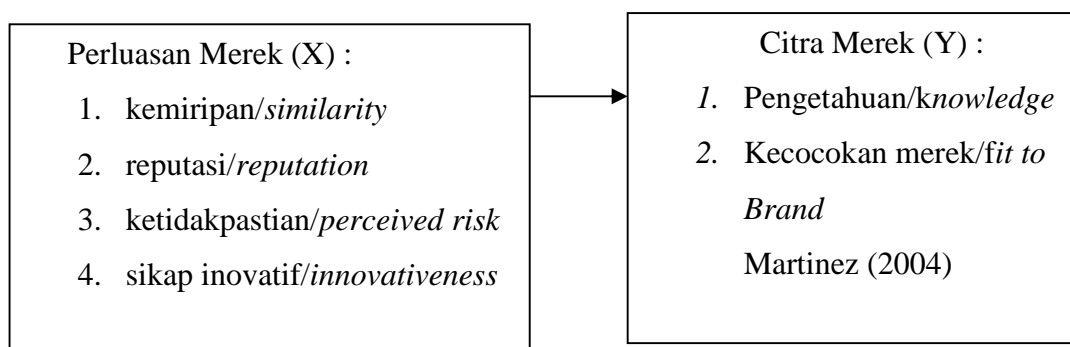 Perluasan Merek (X) :
1. kemiripan/similarity
2. reputasi/reputation
3. ketidakpastian/perceived risk
4. sikap inovatif/innovativeness
Citra Merek (Y) :
1. Pengetahuan/knowledge
2. Kecocokan merek/fit to
Brand
Martinez (2004)